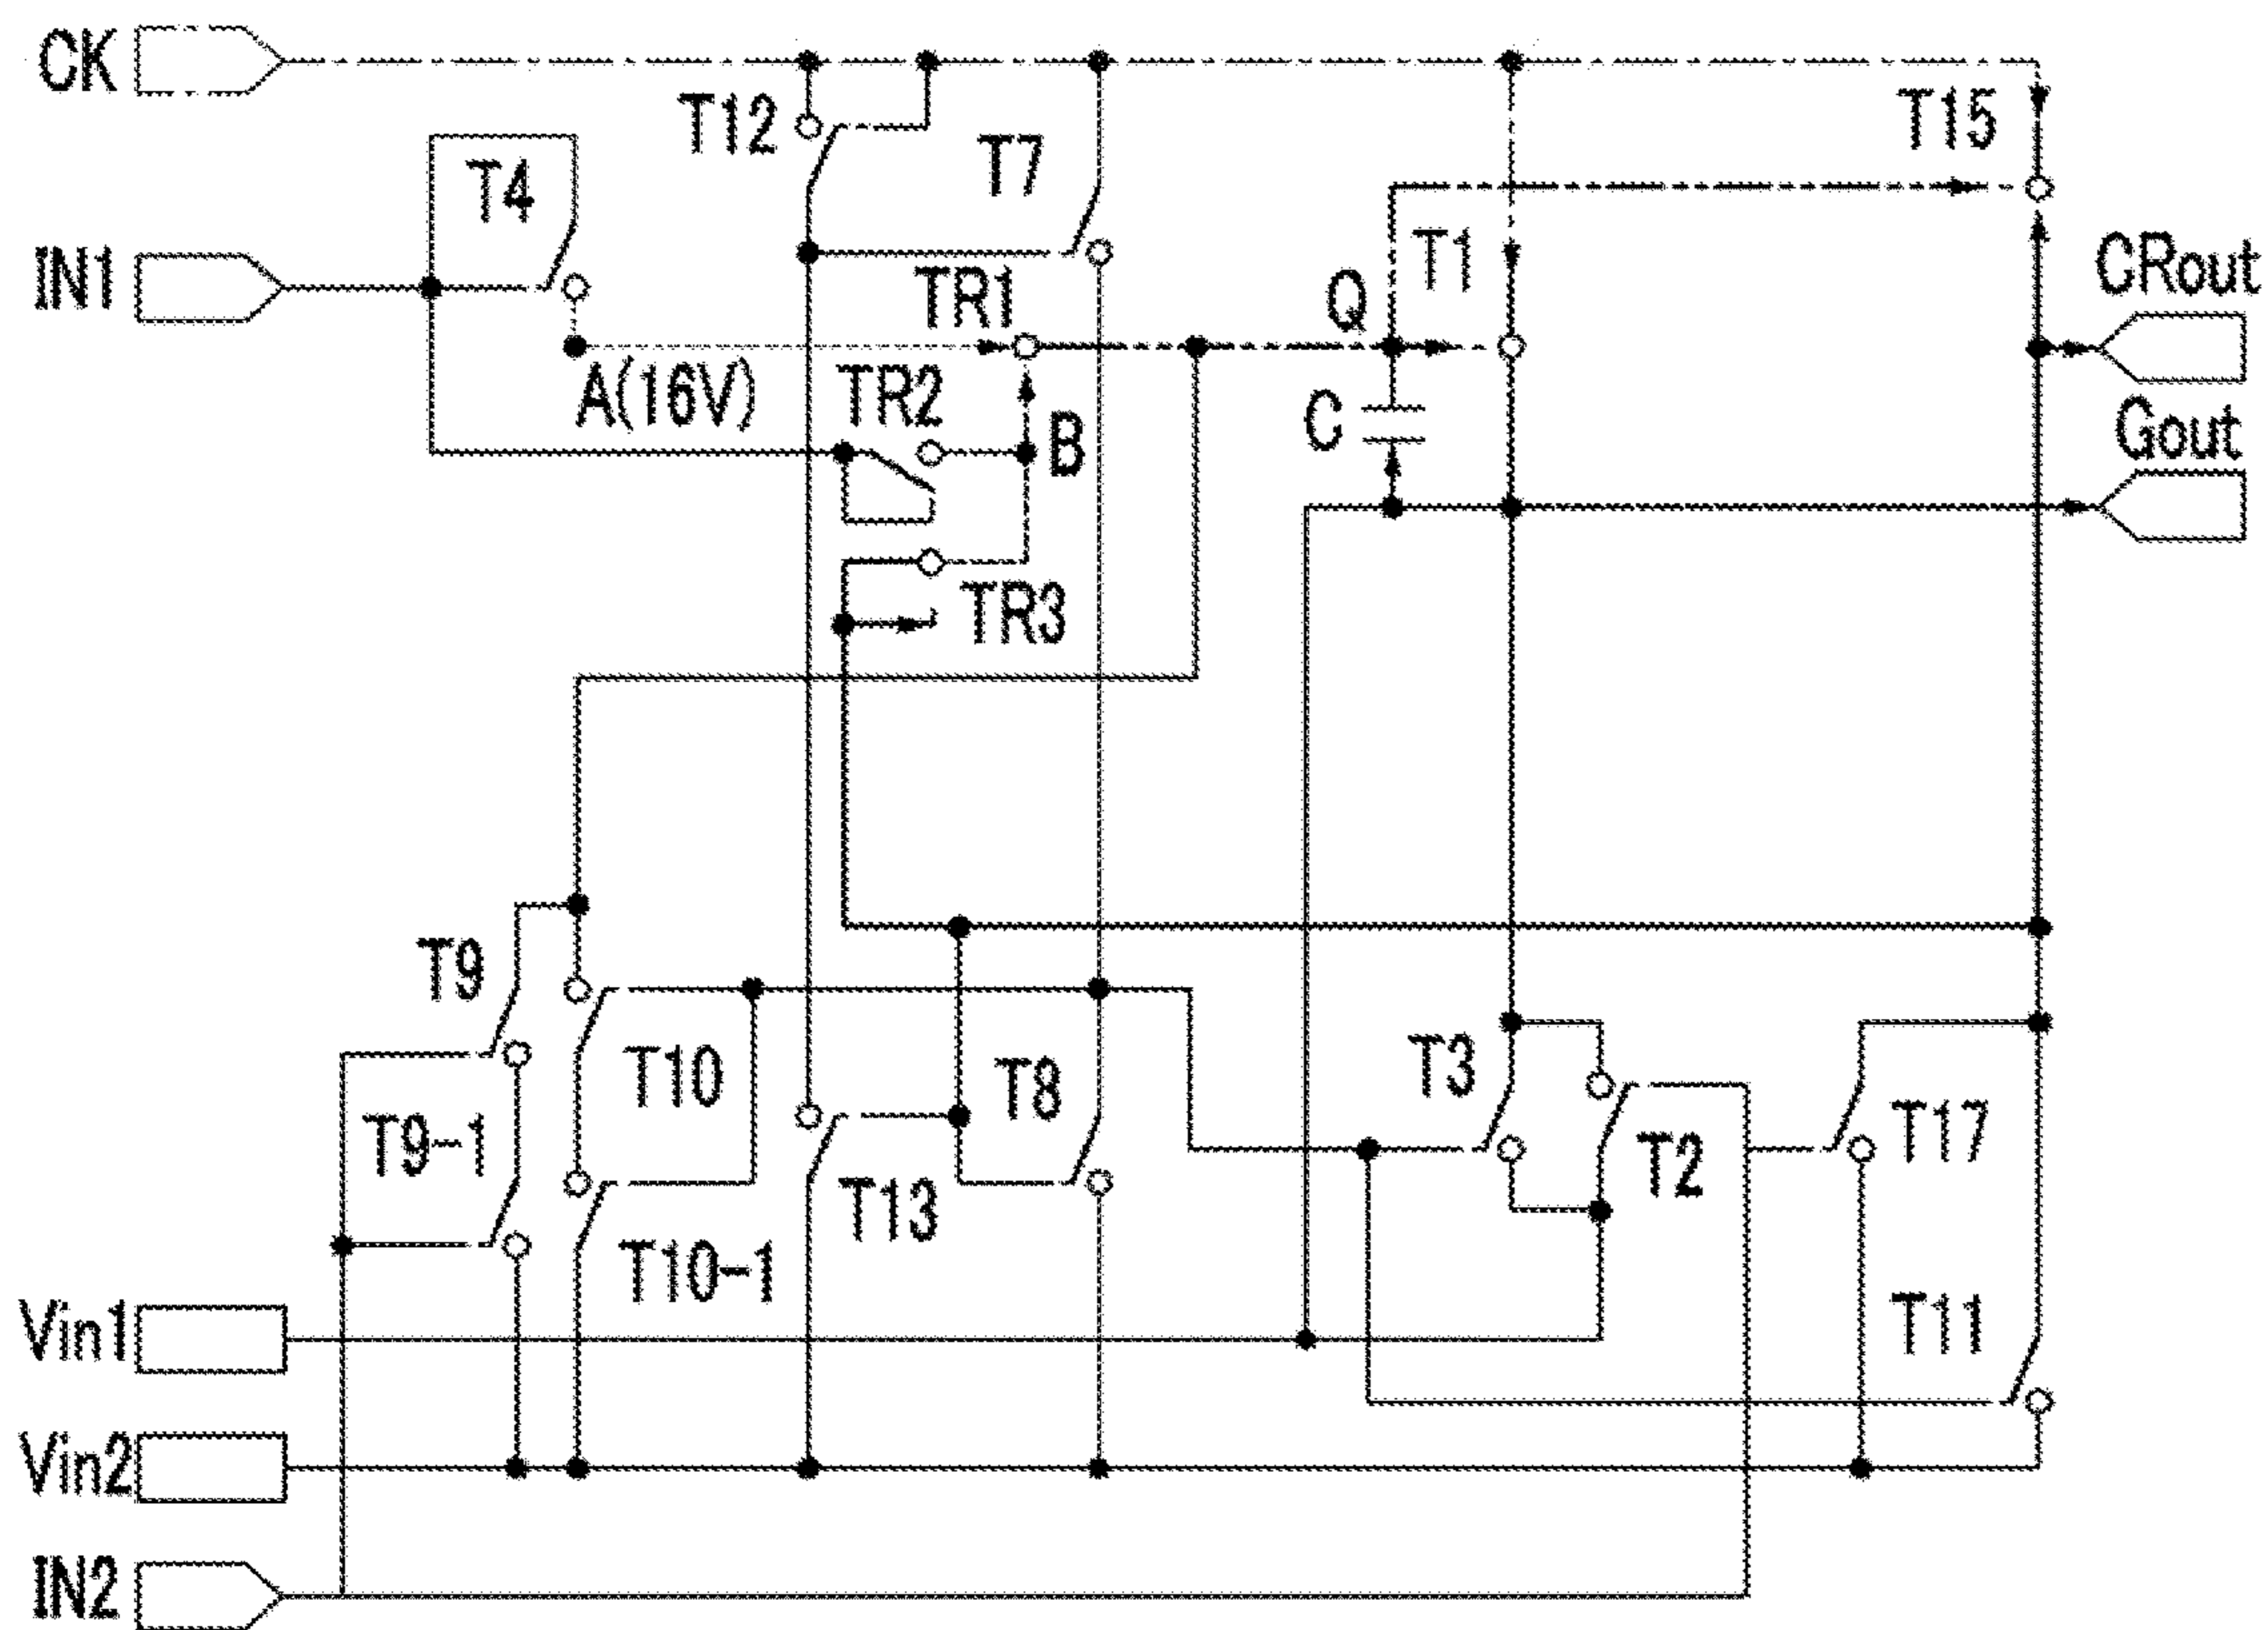 CK
T12
T15
T4
T7
IN1
T1
CRout
TR1
Q
A(16V)
TR2
B
C
Gout
TR3
T9
T10
T3
T8
T9-1
T2
T17
T13
T10-1
Vin1
T11
Vin2
IN2